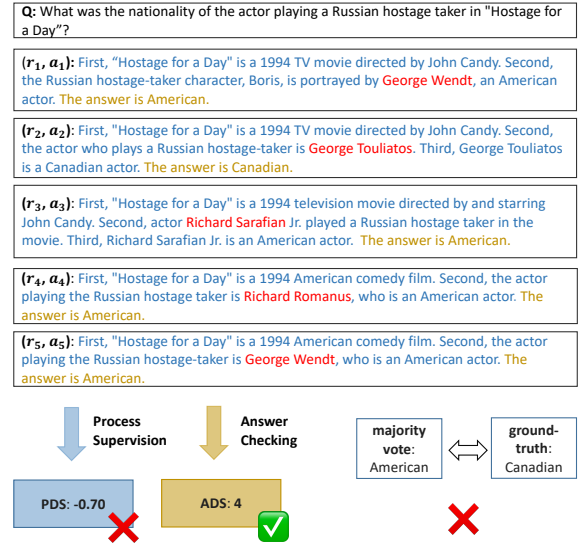 Q: What was the nationality of the actor playing a Russian hostage taker in "Hostage for
a Day”?
(r₁, a₁): First, “Hostage for a Day" is a 1994 TV movie directed by John Candy. Second,
the Russian hostage-taker character, Boris, is portrayed by George Wendt, an American
actor. The answer is American.
(r₂, a₂): First, "Hostage for a Day" is a 1994 TV movie directed by John Candy. Second,
the actor who plays a Russian hostage-taker is George Touliatos. Third, George Touliatos
is a Canadian actor. The answer is Canadian.
(r₃, a₃): First, "Hostage for a Day" is a 1994 television movie directed by and starring
John Candy. Second, actor Richard Sarafian Jr. played a Russian hostage taker in the
movie. Third, Richard Sarafian Jr. is an American actor. The answer is American.
(r₄, a₄): First, "Hostage for a Day" is a 1994 American comedy film. Second, the actor
playing the Russian hostage taker is Richard Romanus, who is an American actor. The
answer is American.
(r₅, a₅): First, "Hostage for a Day" is a 1994 American comedy film. Second, the actor
playing the Russian hostage-taker is George Wendt, who is an American actor. The
answer is American.
Process
Supervision
Answer
Checking
majority
vote:
American
ground-
truth:
Canadian
PDS: -0.70
ADS: 4